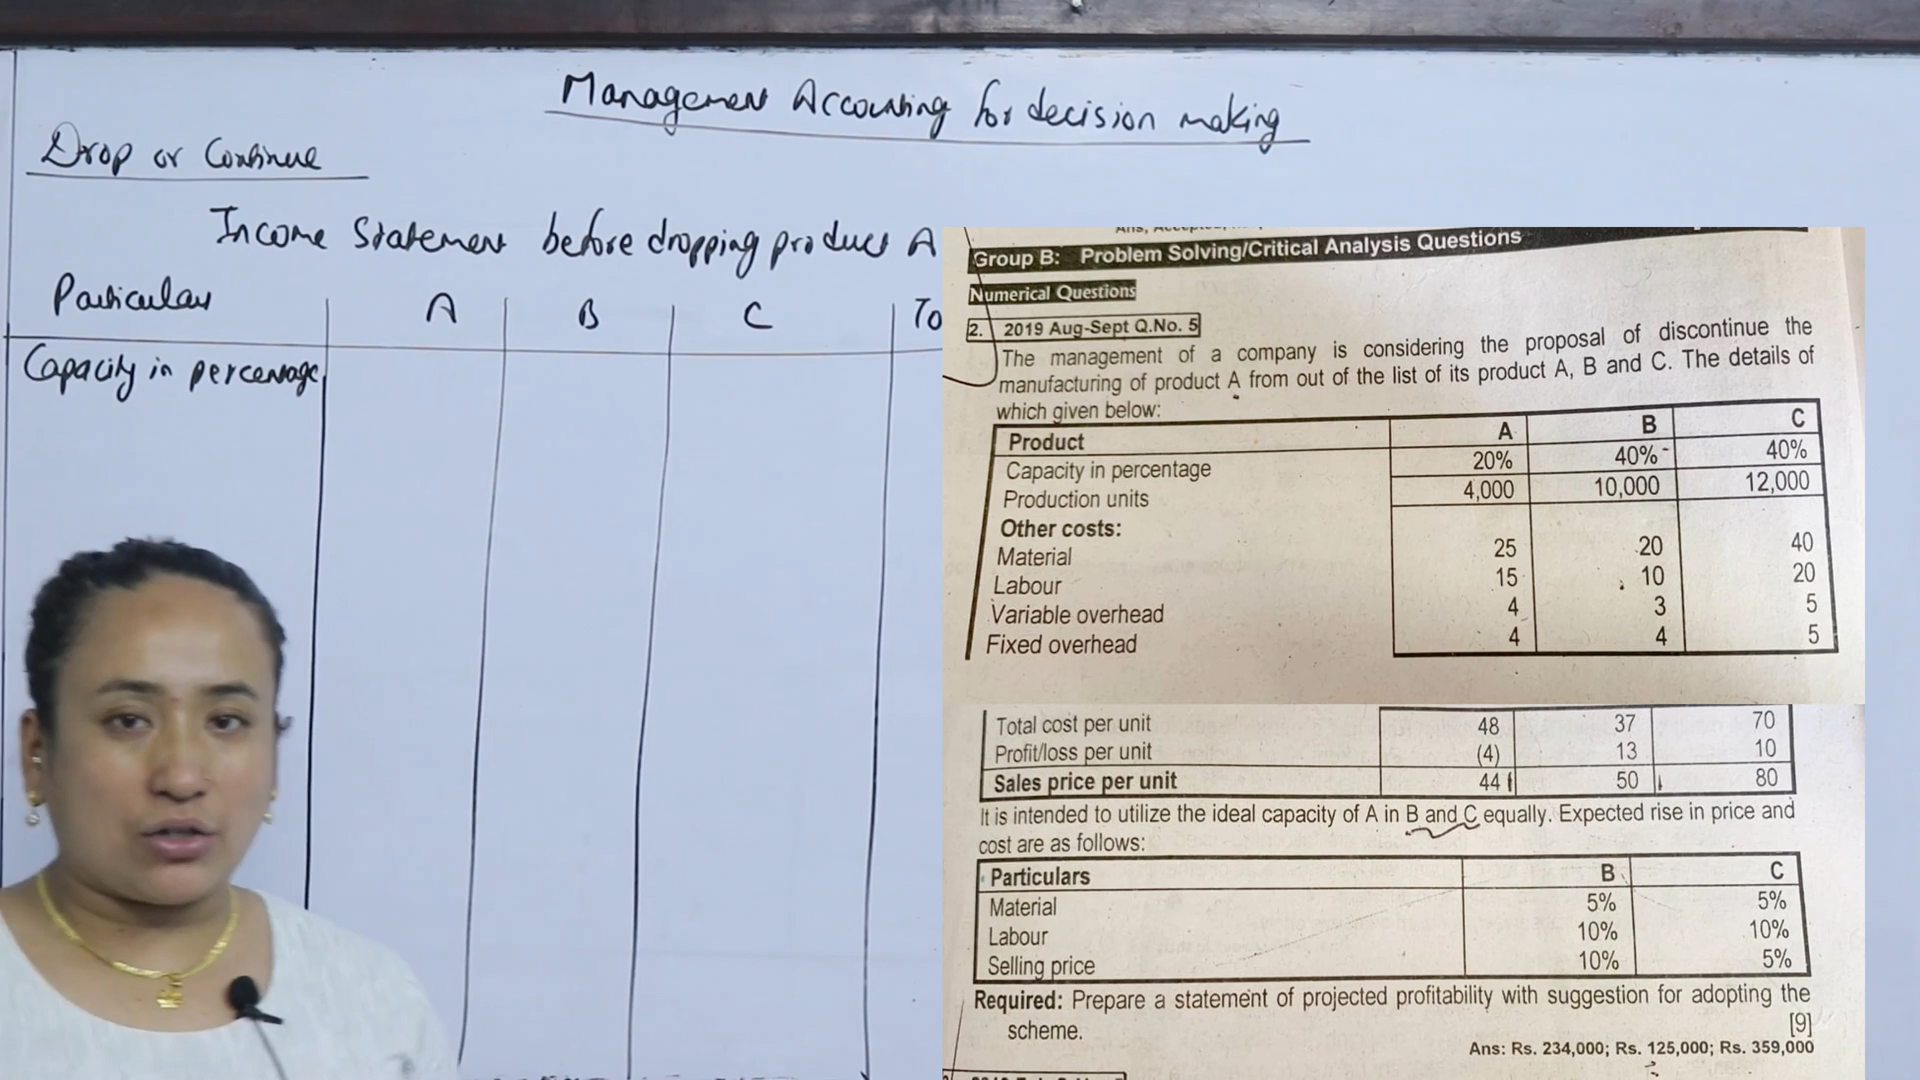 Management Accounting for decision making
Drop or Continue
Income Statement before dropping product A
Particulars A B C To
Capacity in percentage
Group B: Problem Solving/Critical Analysis Questions
Numerical Questions
2. 2019 Aug-Sept Q.No. 5
The management of a company is considering the proposal of discontinue the
manufacturing of product A from out of the list of its product A, B and C. The details of
which given below:
Product A B C
Capacity in percentage 20% 40% 40%
Production units 4,000 10,000 12,000
Other costs:
Material 25 20 40
Labour 15 10 20
Variable overhead 4 3 5
Fixed overhead 4 4 5
Total cost per unit 48 37 70
Profit/loss per unit (4) 13 10
Sales price per unit 44 50 80
It is intended to utilize the ideal capacity of A in B and C equally. Expected rise in price and
cost are as follows:
Particulars B C
Material 5% 5%
Labour 10% 10%
Selling price 10% 5%
Required: Prepare a statement of projected profitability with suggestion for adopting the
scheme. [9]
Ans: Rs. 234,000; Rs. 125,000; Rs. 359,000